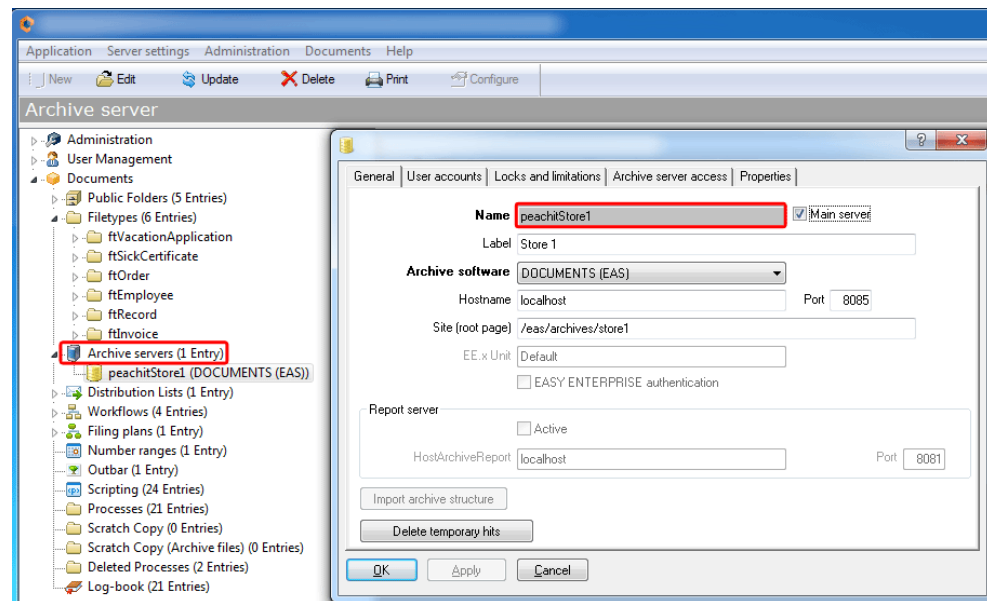 Application Server settings Administration Documents Help
New Edit Update Delete Print Configure
Archive server
Administration
User Management
Documents
Public Folders (5 Entries)
Filetypes (6 Entries)
ftVacationApplication
ftSickCertificate
ftOrder
ftEmployee
ftRecord
ftInvoice
Archive servers (1 Entry)
peachitStore1 (DOCUMENTS (EAS))
Distribution Lists (1 Entry)
Workflows (4 Entries)
Filing plans (1 Entry)
Number ranges (1 Entry)
Outbar (1 Entry)
Scripting (24 Entries)
Processes (21 Entries)
Scratch Copy (0 Entries)
Scratch Copy (Archive files) (0 Entries)
Deleted Processes (2 Entries)
Log-book (21 Entries)
General User accounts Locks and limitations Archive server access Properties
Name peachitStore1 Main server
Label Store 1
Archive software DOCUMENTS (EAS)
Hostname localhost Port 8085
Site (root page) /eas/archives/store1
EE.x Unit Default
EASY ENTERPRISE authentication
Report server
Active
HostArchiveReport localhost Port 8081
Import archive structure
Delete temporary hits
OK Apply Cancel